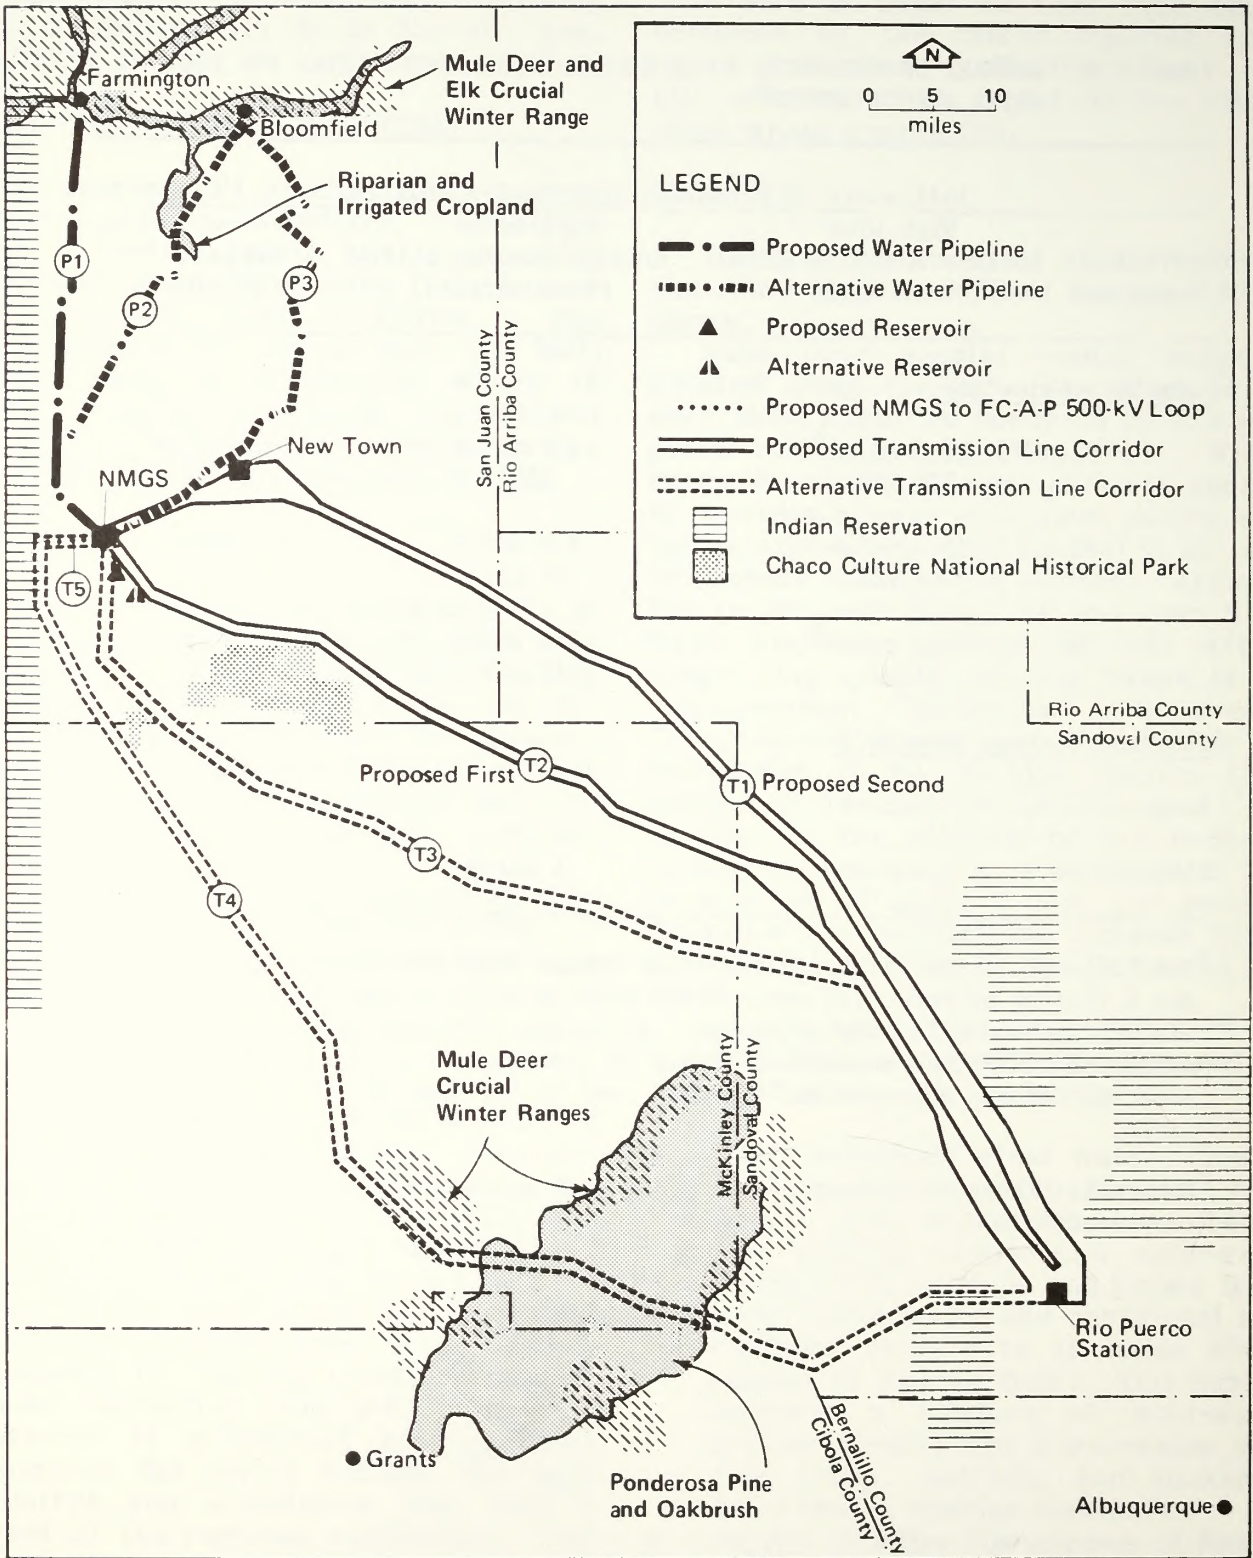 Farmington
Mule Deer and
Elk Crucial
Winter Range
Bloomfield
Riparian and
Irrigated Cropland
P1
P2
P3
N
0 5 10
miles
LEGEND
Proposed Water Pipeline
Alternative Water Pipeline
Proposed Reservoir
Alternative Reservoir
Proposed NMGS to FC-A-P 500-kV Loop
Proposed Transmission Line Corridor
Alternative Transmission Line Corridor
Indian Reservation
Chaco Culture National Historical Park
San Juan County
Rio Arriba County
New Town
NMGS
T5
Rio Arriba County
Sandoval County
Proposed First
T2
T1
Proposed Second
T3
T4
Mule Deer
Crucial
Winter Ranges
McKinley County
Sandoval County
Rio Puerco
Station
Grants
Ponderosa Pine
and Oakbrush
Bernalillo County
Cibola County
Albuquerque